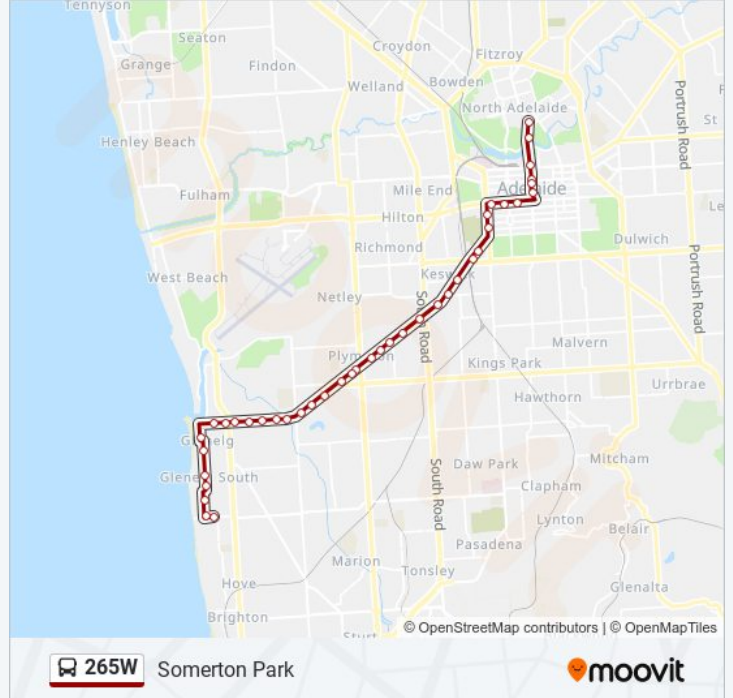 Tennyson
Seaton
Grange
Findon
Croydon
Fitzroy
Welland
Bowden
North Adelaide
Portrush Road
St
Henley Beach
Fulham
Mile End
Adelaide
Hilton
Le
Richmond
Dulwich
West Beach
Keswick
Netley
South Road
Portrush Road
Plympton
Malvern
Kings Park
Urrbrae
Hawthorn
Glenelg
Glenelg South
Daw Park
Mitcham
South Road
Clapham
Lynton
Belair
Pasadena
Marion
Tonsley
Hove
Glenalta
Brighton
Sturt
© OpenStreetMap contributors | © OpenMapTiles
265W Somerton Park
moovit